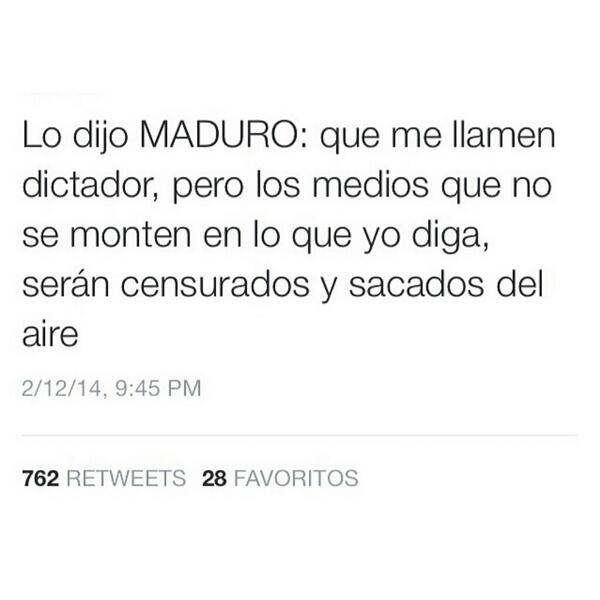 Lo dijo MADURO: que me llamen
dictador, pero los medios que no
se monten en lo que yo diga,
serán censurados y sacados del
aire
2/12/14, 9:45 PM
762 RETWEETS 28 FAVORITOS